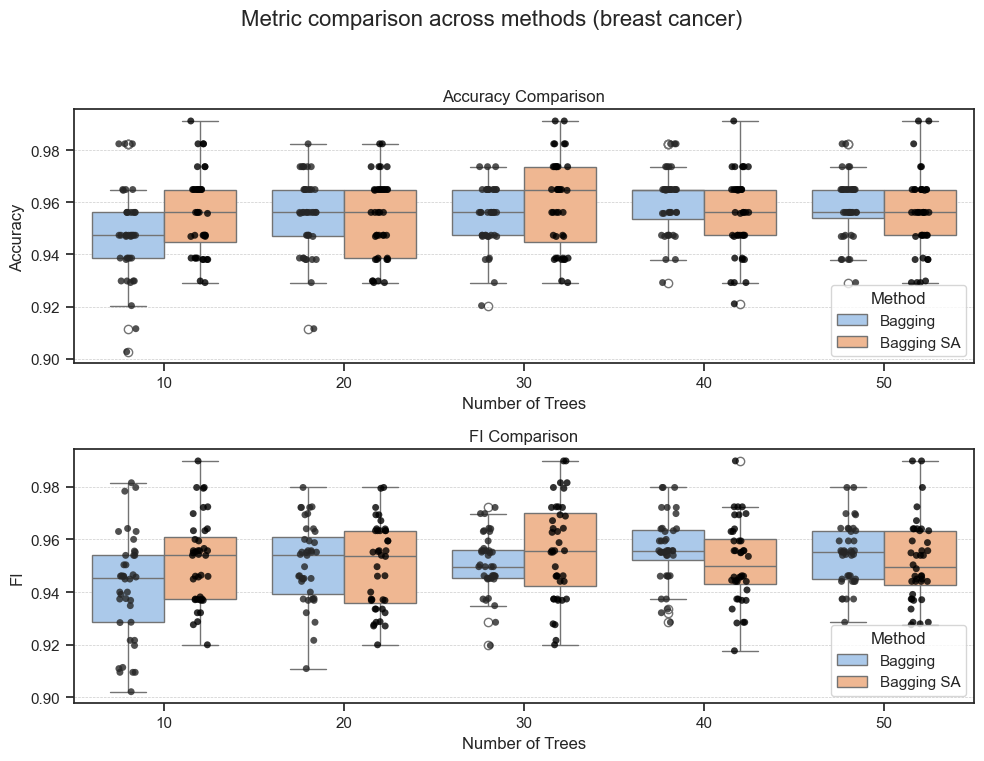 Metric comparison across methods (breast cancer)
Accuracy Comparison
Accuracy
0.98
0.96
0.94
0.92
0.90
10 20 30 40 50
Number of Trees
Method
Bagging
Bagging SA
FI Comparison
FI
0.98
0.96
0.94
0.92
0.90
10 20 30 40 50
Number of Trees
Method
Bagging
Bagging SA